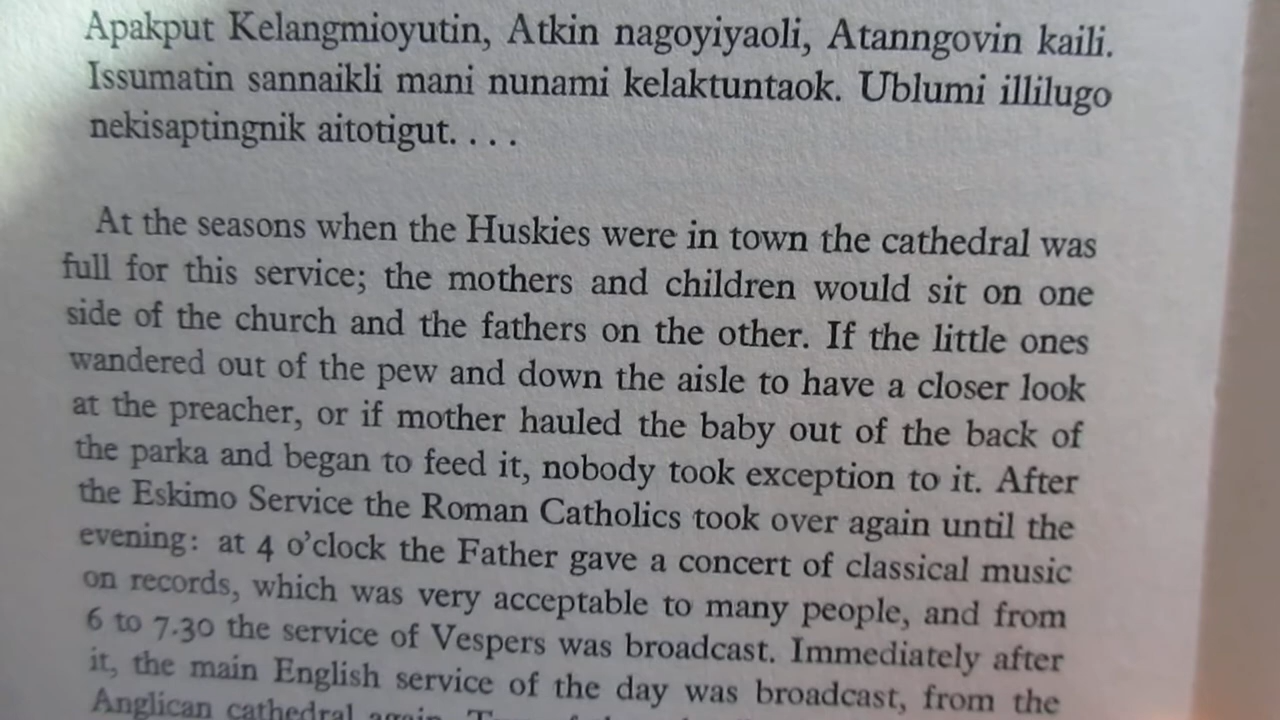 Apakput Kelangmioyutin, Atkin nagoyiyaoli, Atanngovin kaili.
Issumatin sannaikli mani nunami kelaktuntaok. Ublumi illilugo
nekisaptingnik aitotigut. . . .
At the seasons when the Huskies were in town the cathedral was
full for this service; the mothers and children would sit on one
side of the church and the fathers on the other. If the little ones
wandered out of the pew and down the aisle to have a closer look
at the preacher, or if mother hauled the baby out of the back of
the parka and began to feed it, nobody took exception to it. After
the Eskimo Service the Roman Catholics took over again until the
evening: at 4 o'clock the Father gave a concert of classical music
on records, which was very acceptable to many people, and from
6 to 7.30 the service of Vespers was broadcast. Immediately after
it, the main English service of the day was broadcast, from the
Anglican cathedral again.